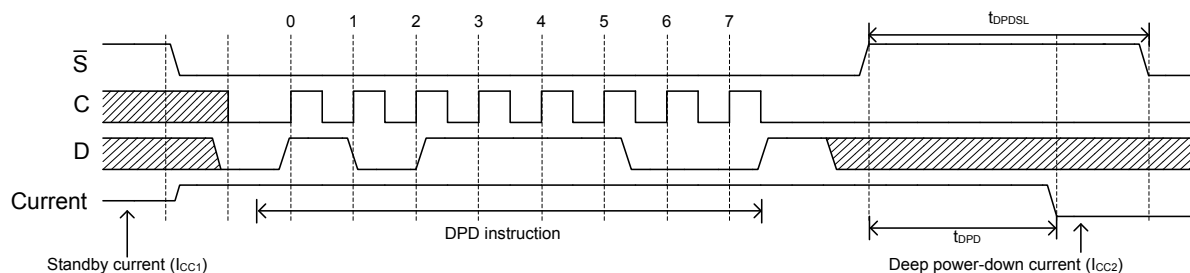 0 1 2 3 4 5 6 7
tDPDSL
S̅
C
D
Current
DPD instruction
tDPD
Standby current (ICC1)
Deep power-down current (ICC2)